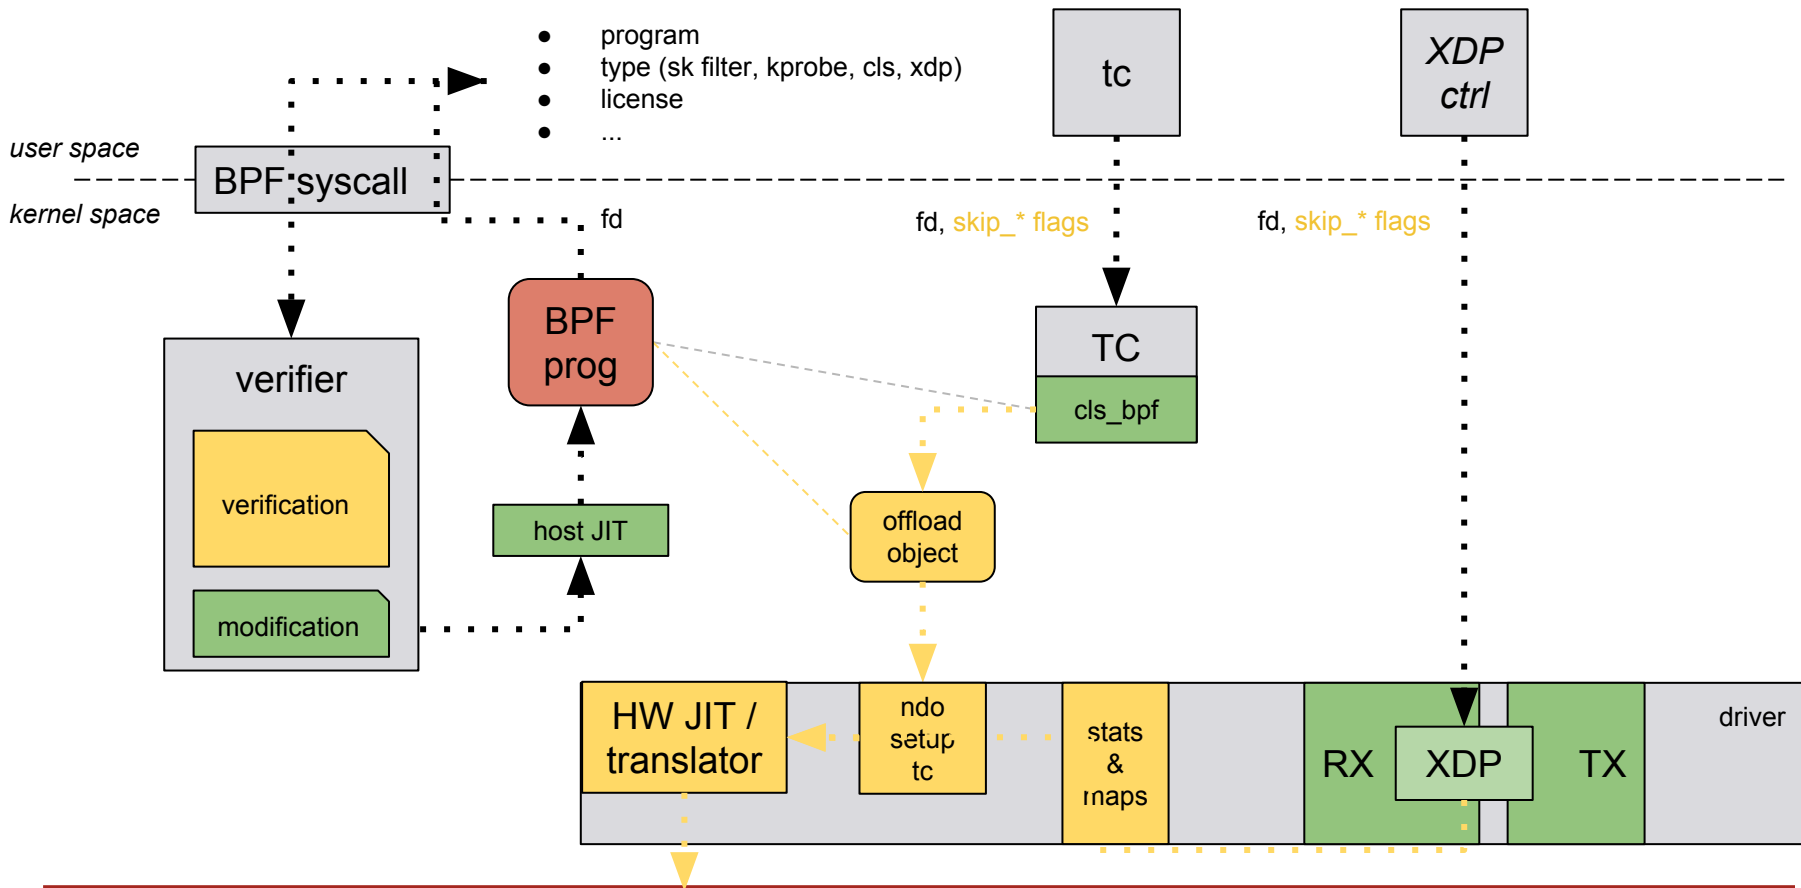 ● program
● type (sk filter, kprobe, cls, xdp)
● license
● ...
tc
XDP
ctrl
user space
BPF syscall
kernel space
fd
fd, skip_* flags
fd, skip_* flags
BPF
prog
TC
cls_bpf
verifier
verification
modification
host JIT
offload
object
HW JIT /
translator
ndo
setup
tc
stats
&
maps
RX
XDP
TX
driver